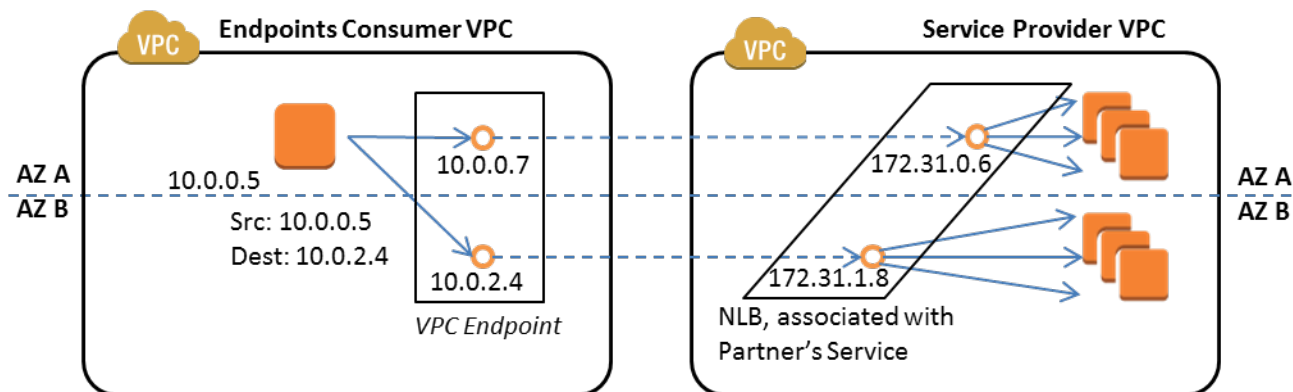 Endpoints Consumer VPC
VPC
10.0.0.5
10.0.0.7
Src: 10.0.0.5
Dest: 10.0.2.4
10.0.2.4
VPC Endpoint
AZ A
AZ B
Service Provider VPC
VPC
172.31.0.6
172.31.1.8
NLB, associated with
Partner's Service
AZ A
AZ B